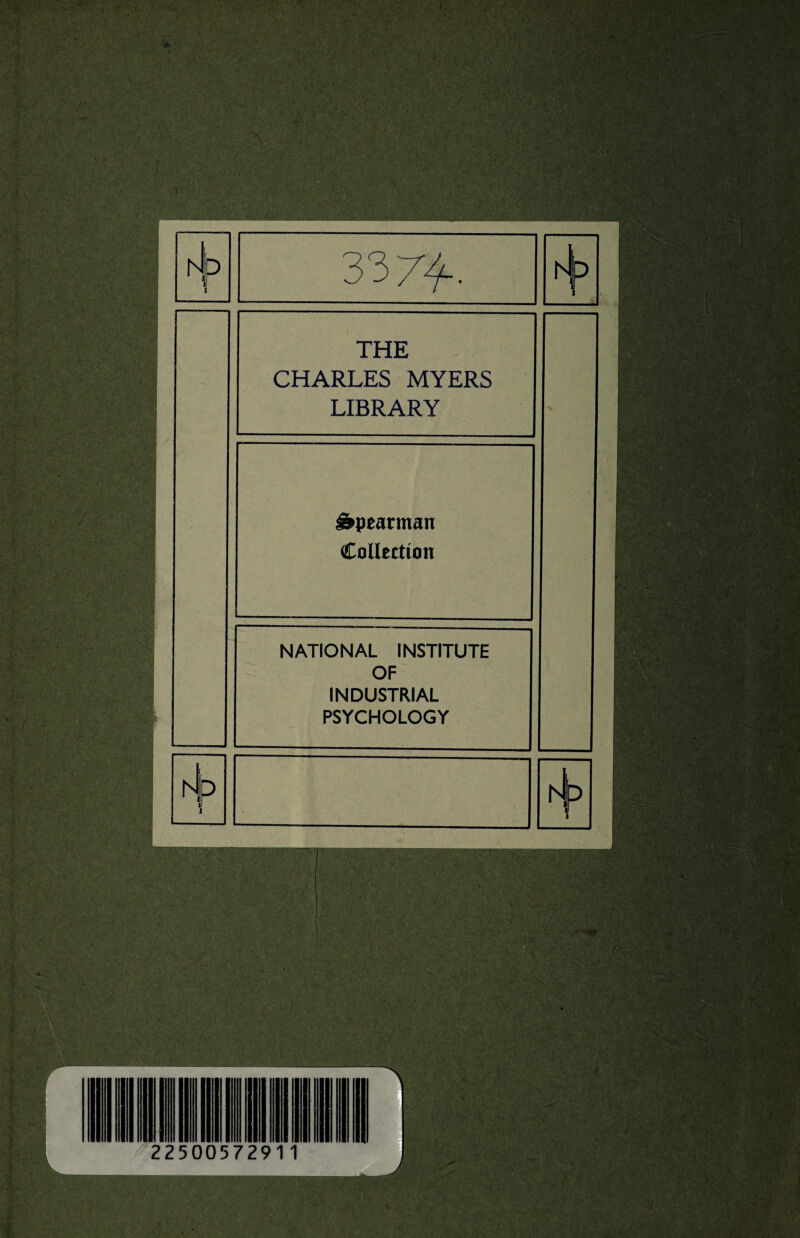 3374.
THE
CHARLES MYERS
LIBRARY
Spearman
Collection
NATIONAL INSTITUTE
OF
INDUSTRIAL
PSYCHOLOGY
22500572911